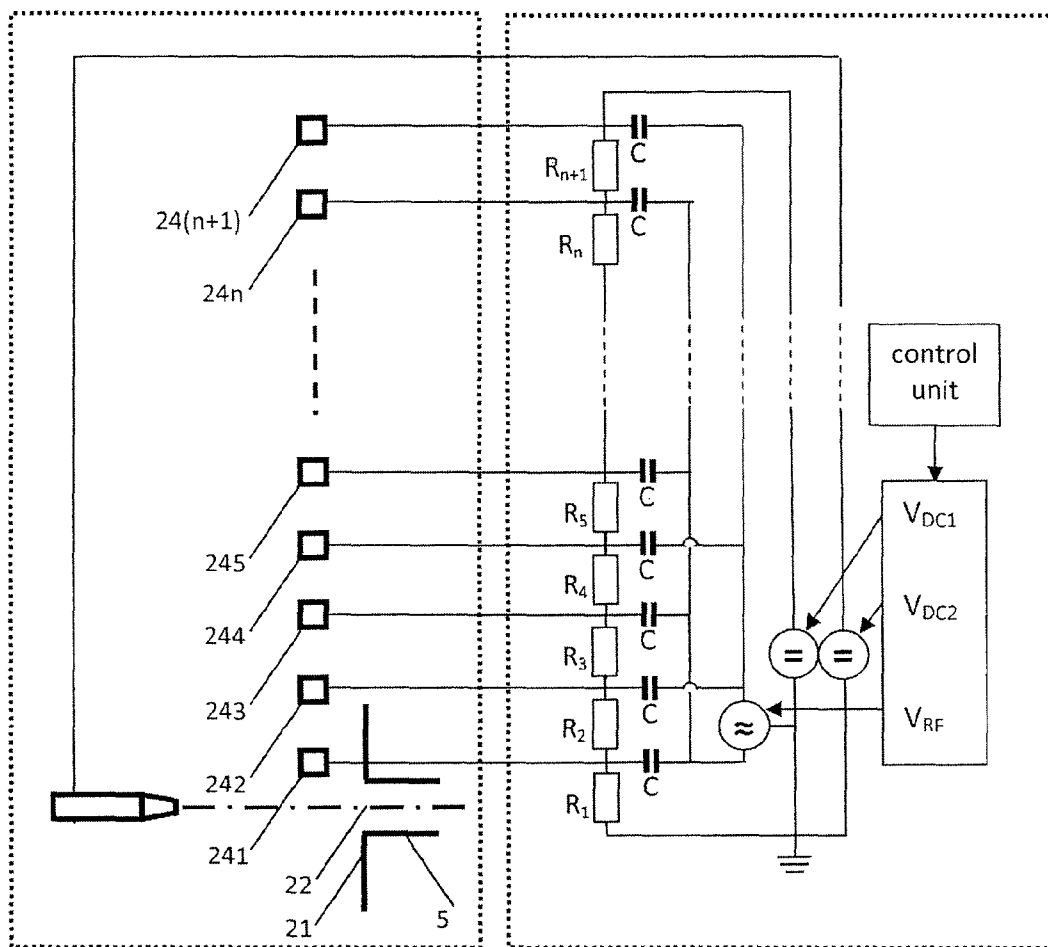 C
R_{n+1}
24(n+1)
C
R_n
24n
control
unit
C
R_5
V_{DC1}
245
C
R_4
V_{DC2}
244
C
R_3
=
=
243
C
R_2
V_{RF}
≈
242
C
R_1
241
22
21
5